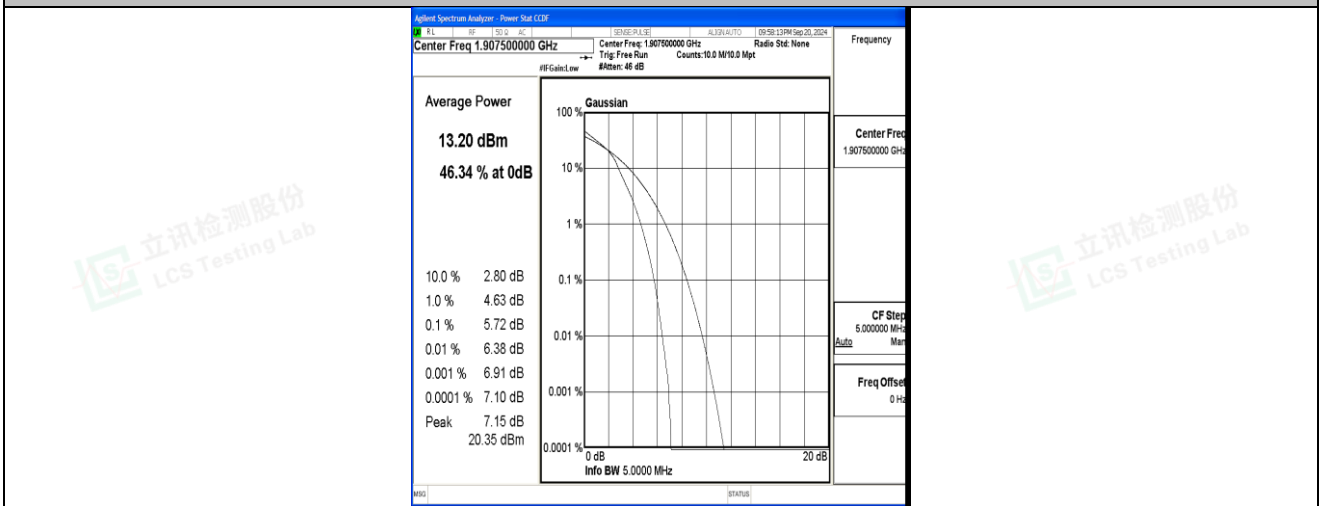 Agilent Spectrum Analyzer - Power Stat CCDF
RL RF 50 Ω AC SENSE:PULSE ALIGN AUTO 09:58:13 PM Sep 20, 2024
Center Freq 1.907500000 GHz
Center Freq: 1.907500000 GHz Radio Std: None
Trig: Free Run Counts:10.0 M/10.0 Mpt
#IFGain:Low #Atten: 46 dB
Frequency
Average Power
13.20 dBm
46.34 % at 0dB
10.0 % 2.80 dB
1.0 % 4.63 dB
0.1 % 5.72 dB
0.01 % 6.38 dB
0.001 % 6.91 dB
0.0001 % 7.10 dB
Peak 7.15 dB
20.35 dBm
Gaussian
100 %
10 %
1 %
0.1 %
0.01 %
0.001 %
0.0001 %
0 dB 20 dB
Info BW 5.0000 MHz
Center Freq
1.907500000 GHz
CF Step
5.000000 MHz
Auto Man
Freq Offset
0 Hz
MSG STATUS
立讯检测股份
LCS Testing Lab
立讯检测股份
LCS Testing Lab